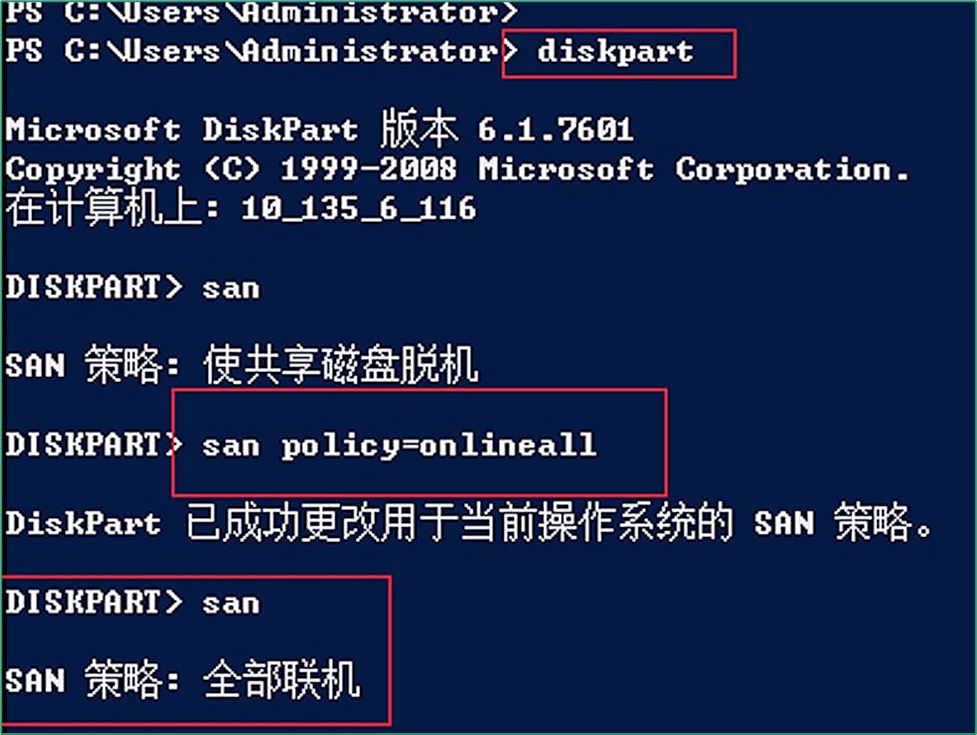 PS C:\Users\Administrator>
PS C:\Users\Administrator> diskpart
Microsoft DiskPart 版本 6.1.7601
Copyright (C) 1999-2008 Microsoft Corporation.
在计算机上: 10_135_6_116
DISKPART> san
SAN 策略: 使共享磁盘脱机
DISKPART> san policy=onlineall
DiskPart 已成功更改用于当前操作系统的 SAN 策略。
DISKPART> san
SAN 策略: 全部联机